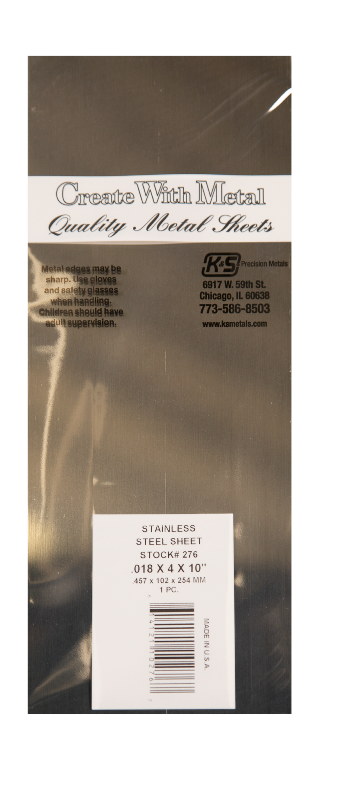 Create With Metal
Quality Metal Sheets
Metal edges may be
sharp. Use gloves
and safety glasses
when handling.
Children should have
adult supervision.
K&S Precision Metals
6917 W. 59th St.
Chicago, IL 60638
773-586-8503
www.ksmetals.com
STAINLESS
STEEL SHEET
STOCK# 276
.018 X 4 X 10"
.457 x 102 x 254 MM
1 PC.
MADE IN U.S.A.